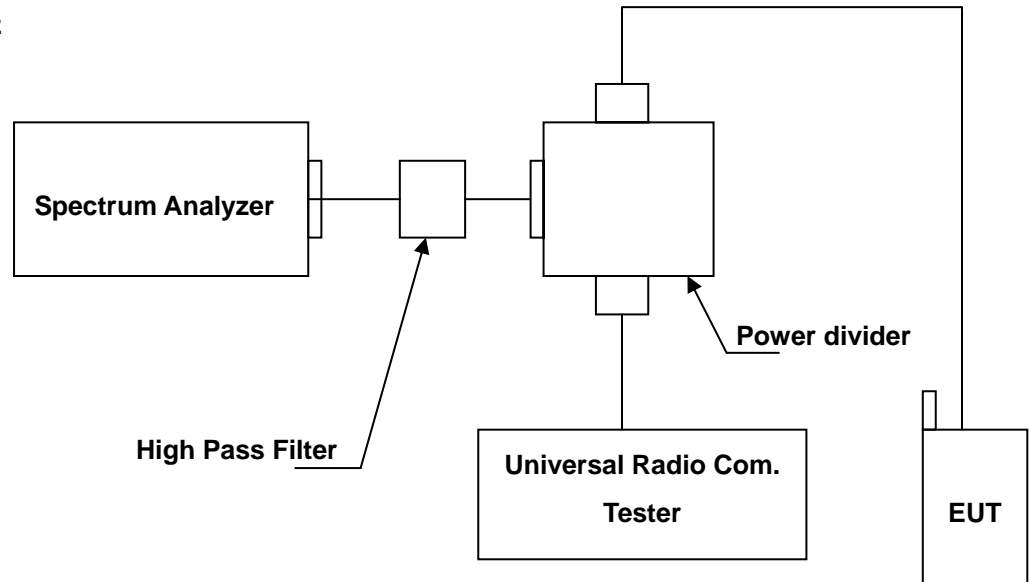 Spectrum Analyzer
Power divider
High Pass Filter
Universal Radio Com.
Tester
EUT